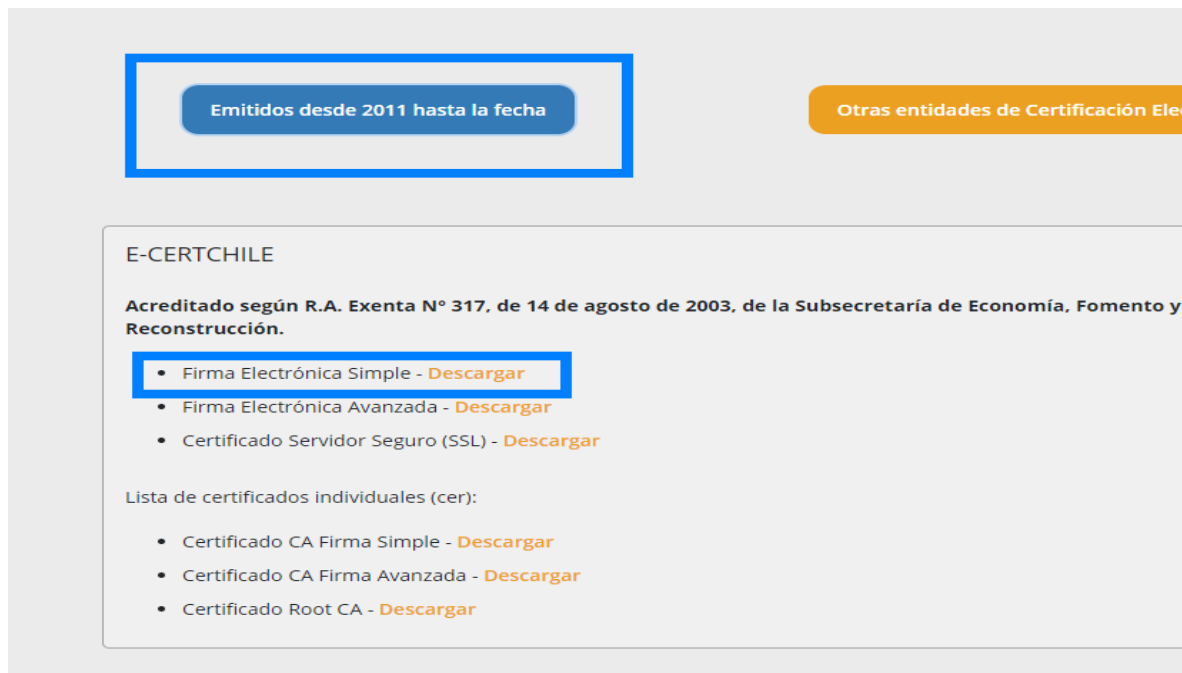 Emitidos desde 2011 hasta la fecha
Otras entidades de Certificación
E-CERTCHILE
Acreditado según R.A. Exenta Nº 317, de 14 de agosto de 2003, de la Subsecretaría de Economía, Fomento y
Reconstrucción.
• Firma Electrónica Simple - Descargar
• Firma Electrónica Avanzada - Descargar
• Certificado Servidor Seguro (SSL) - Descargar
Lista de certificados individuales (cer):
• Certificado CA Firma Simple - Descargar
• Certificado CA Firma Avanzada - Descargar
• Certificado Root CA - Descargar